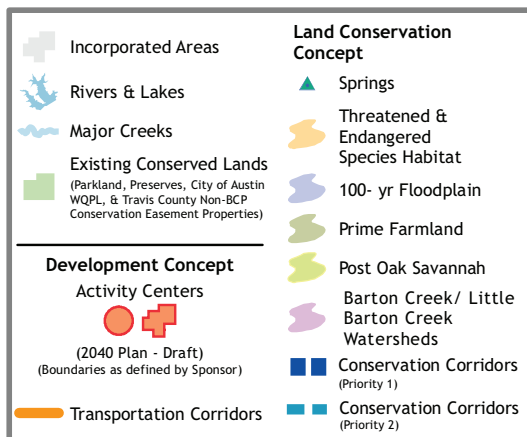 Incorporated Areas
Rivers & Lakes
Major Creeks
Existing Conserved Lands
(Parkland, Preserves, City of Austin
WQPL, & Travis County Non-BCP
Conservation Easement Properties)
Development Concept
Activity Centers
(2040 Plan - Draft)
(Boundaries as defined by Sponsor)
Transportation Corridors
Land Conservation
Concept
Springs
Threatened &
Endangered
Species Habitat
100- yr Floodplain
Prime Farmland
Post Oak Savannah
Barton Creek/ Little
Barton Creek
Watersheds
Conservation Corridors
(Priority 1)
Conservation Corridors
(Priority 2)